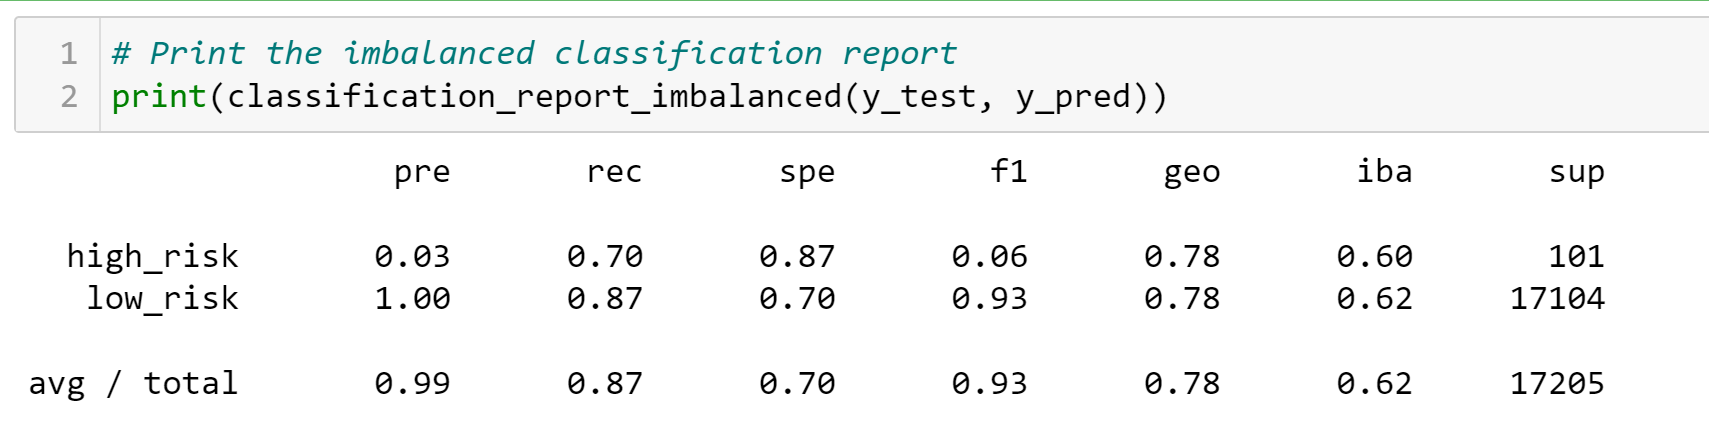 1 # Print the imbalanced classification report
2 print(classification_report_imbalanced(y_test, y_pred))
pre rec spe f1 geo iba sup
high_risk 0.03 0.70 0.87 0.06 0.78 0.60 101
low_risk 1.00 0.87 0.70 0.93 0.78 0.62 17104
avg / total 0.99 0.87 0.70 0.93 0.78 0.62 17205